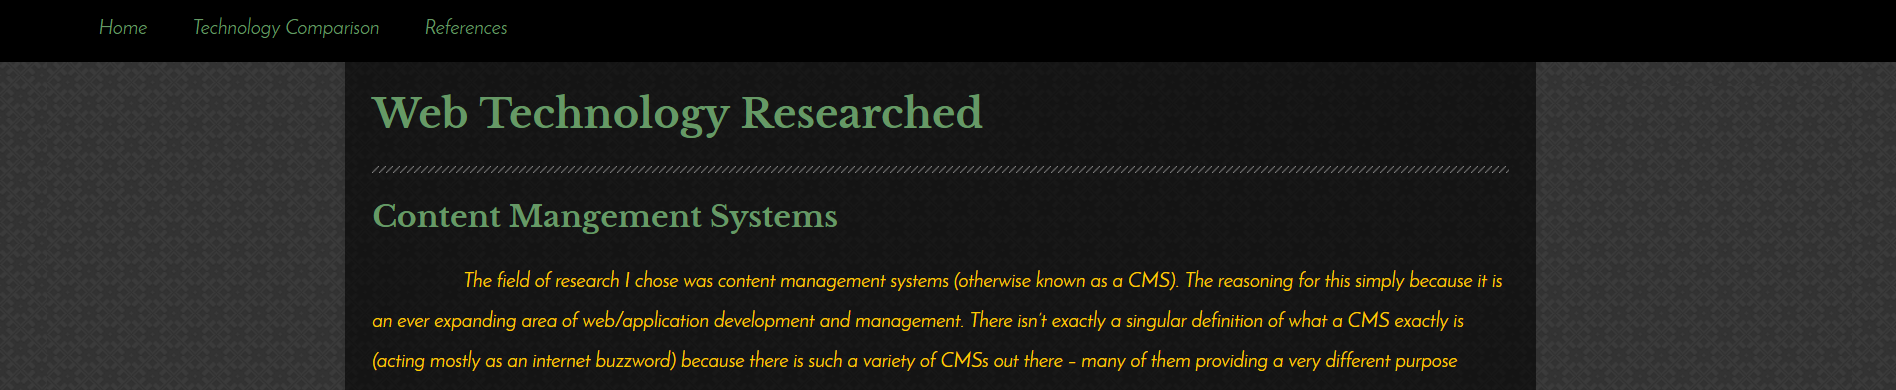 Home Technology Comparison References
Web Technology Researched
Content Mangement Systems
The field of research I chose was content management systems (otherwise known as a CMS). The reasoning for this simply because it is
an ever expanding area of web/application development and management. There isn't exactly a singular definition of what a CMS exactly is
(acting mostly as an internet buzzword) because there is such a variety of CMSs out there – many of them providing a very different purpose